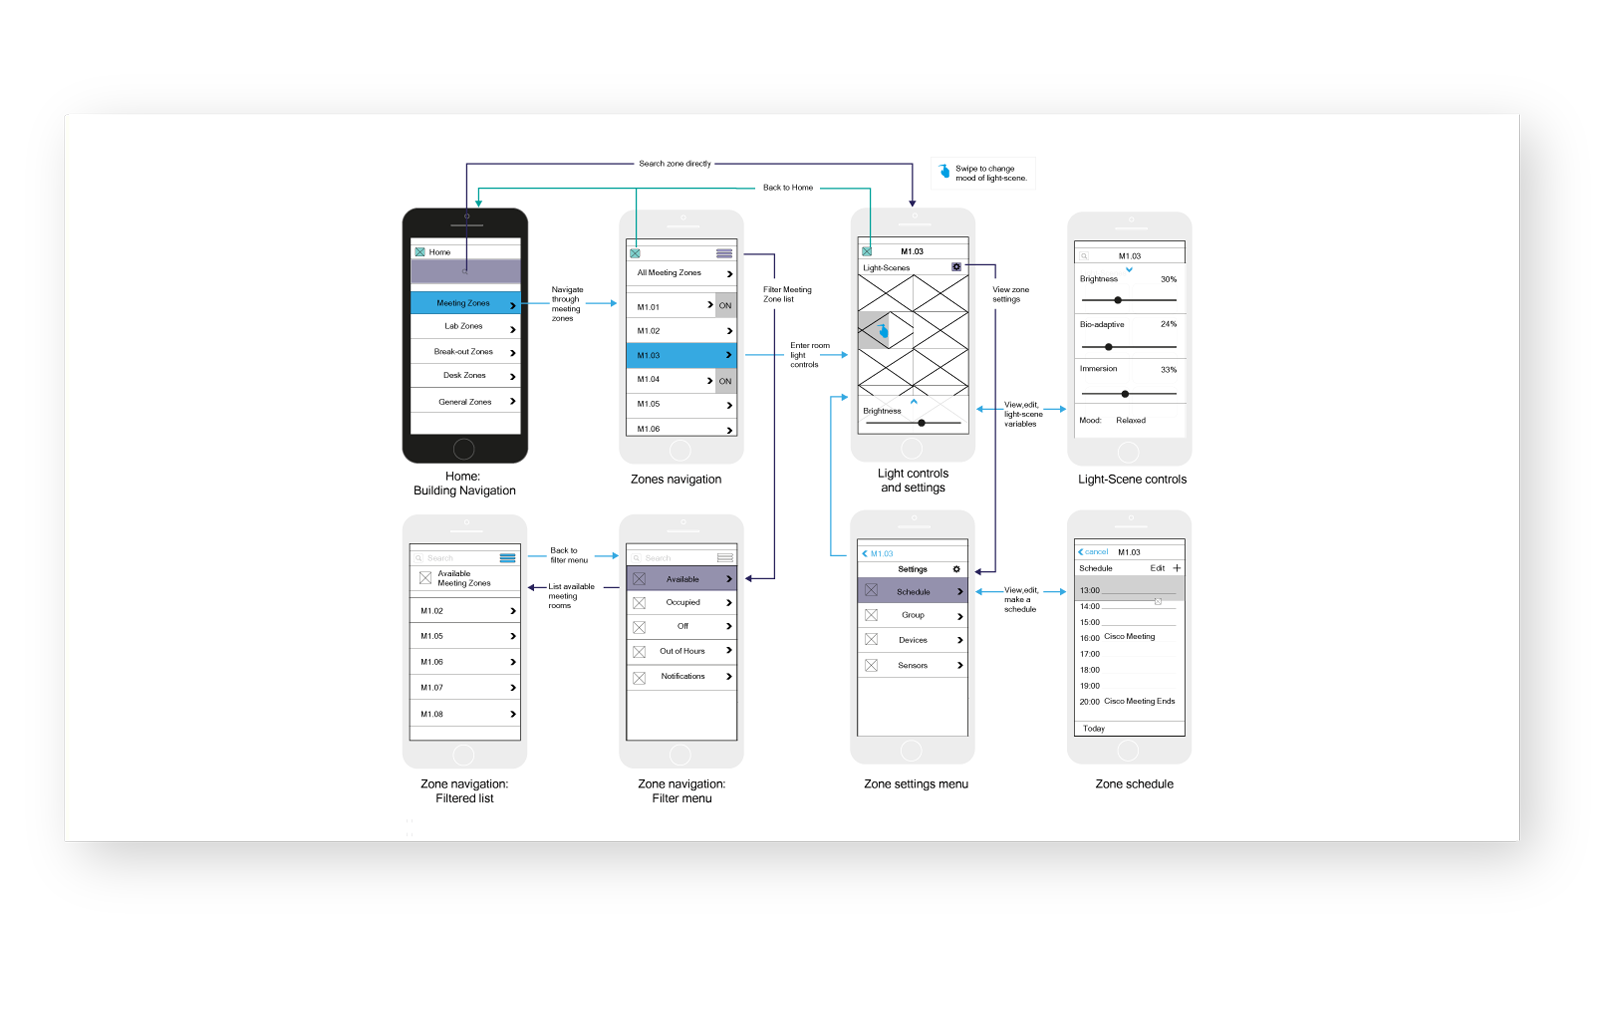 Search zone directly
Swipe to change
mood of light-scene.
Back to Home
Home
Meeting Zones
Lab Zones
Break-out Zones
Desk Zones
General Zones
Home:
Building Navigation
Navigate
through
meeting
zones
All Meeting Zones
M1.01
ON
M1.02
M1.03
M1.04
ON
M1.05
M1.06
Zones navigation
Filter Meeting
Zone list
Enter room
light
controls
M1.03
Light-Scenes
Brightness
Light controls
and settings
View zone
settings
View,edit,
light-scene
variables
M1.03
Brightness
30%
Bio-adaptive
24%
Immersion
33%
Mood: Relaxed
Light-Scene controls
Search
Available
Meeting Zones
M1.02
M1.05
M1.06
M1.07
M1.08
Zone navigation:
Filtered list
Back to
filter menu
List available
meeting
rooms
Search
Available
Occupied
Off
Out of Hours
Notifications
Zone navigation:
Filter menu
M1.03
Settings
Schedule
Group
Devices
Sensors
Zone settings menu
View,edit,
make a
schedule
cancel M1.03
Schedule Edit +
13:00
14:00
15:00
16:00 Cisco Meeting
17:00
18:00
19:00
20:00 Cisco Meeting Ends
Today
Zone schedule